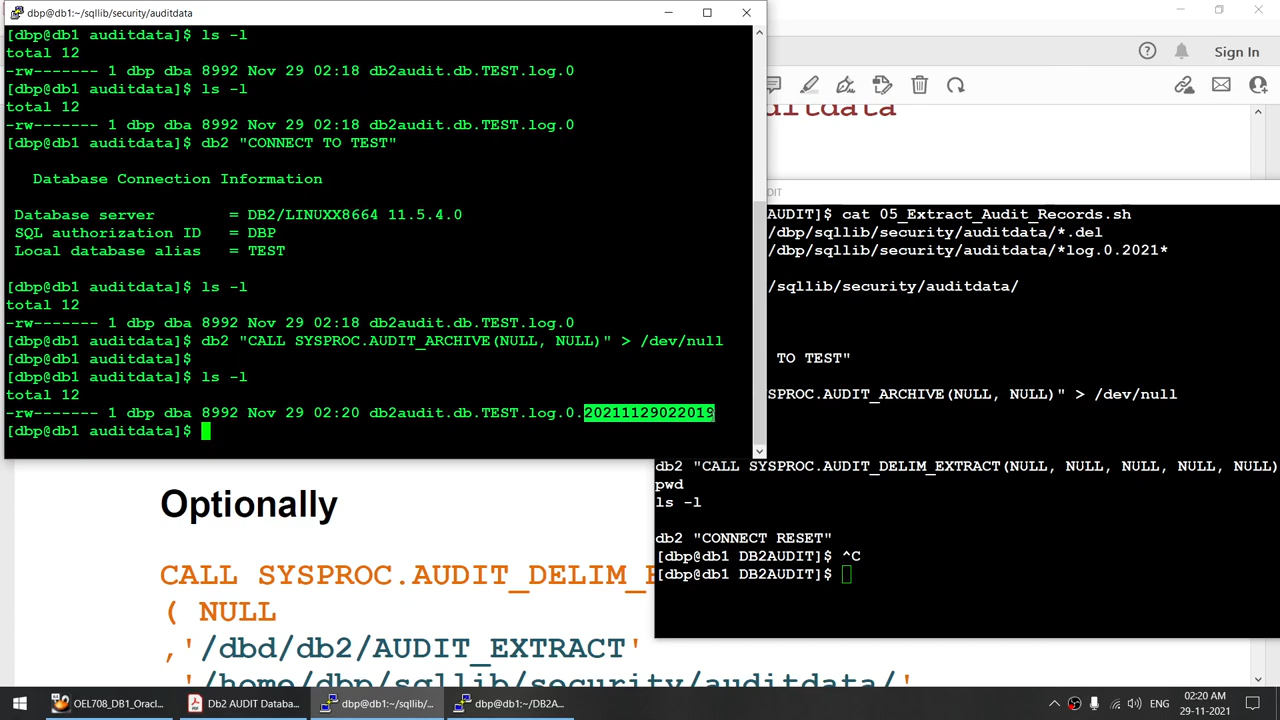 dbp@db1:~/sqllib/security/auditdata
[dbp@db1 auditdata]$ ls -l
total 12
-rw------- 1 dbp dba 8992 Nov 29 02:18 db2audit.db.TEST.log.0
[dbp@db1 auditdata]$ ls -l
total 12
-rw------- 1 dbp dba 8992 Nov 29 02:18 db2audit.db.TEST.log.0
[dbp@db1 auditdata]$ db2 "CONNECT TO TEST"
Database Connection Information
Database server = DB2/LINUXX8664 11.5.4.0
SQL authorization ID = DBP
Local database alias = TEST
[dbp@db1 auditdata]$ ls -l
total 12
-rw------- 1 dbp dba 8992 Nov 29 02:18 db2audit.db.TEST.log.0
[dbp@db1 auditdata]$ db2 "CALL SYSPROC.AUDIT_ARCHIVE(NULL, NULL)" > /dev/null
[dbp@db1 auditdata]$
[dbp@db1 auditdata]$ ls -l
total 12
-rw------- 1 dbp dba 8992 Nov 29 02:20 db2audit.db.TEST.log.0.20211129022019
[dbp@db1 auditdata]$
Sign In
ditdata
DIT
AUDIT]$ cat 05_Extract_Audit_Records.sh
/dbp/sqllib/security/auditdata/*.del
/dbp/sqllib/security/auditdata/*log.0.2021*
/sqllib/security/auditdata/
TO TEST"
SPROC.AUDIT_ARCHIVE(NULL, NULL)" > /dev/null
db2 "CALL SYSPROC.AUDIT_DELIM_EXTRACT(NULL, NULL, NULL, NULL, NULL)
pwd
ls -l
db2 "CONNECT RESET"
[dbp@db1 DB2AUDIT]$ ^C
[dbp@db1 DB2AUDIT]$
Optionally
CALL SYSPROC.AUDIT_DELIM_E
( NULL
,'/dbd/db2/AUDIT_EXTRACT'
'/home/dbp/sqllib/security/auditdata/'
OEL708_DB1_Oracl...
Db2 AUDIT Databa...
dbp@db1:~/sqllib/...
dbp@db1:~/DB2A...
ENG
02:20 AM
29-11-2021